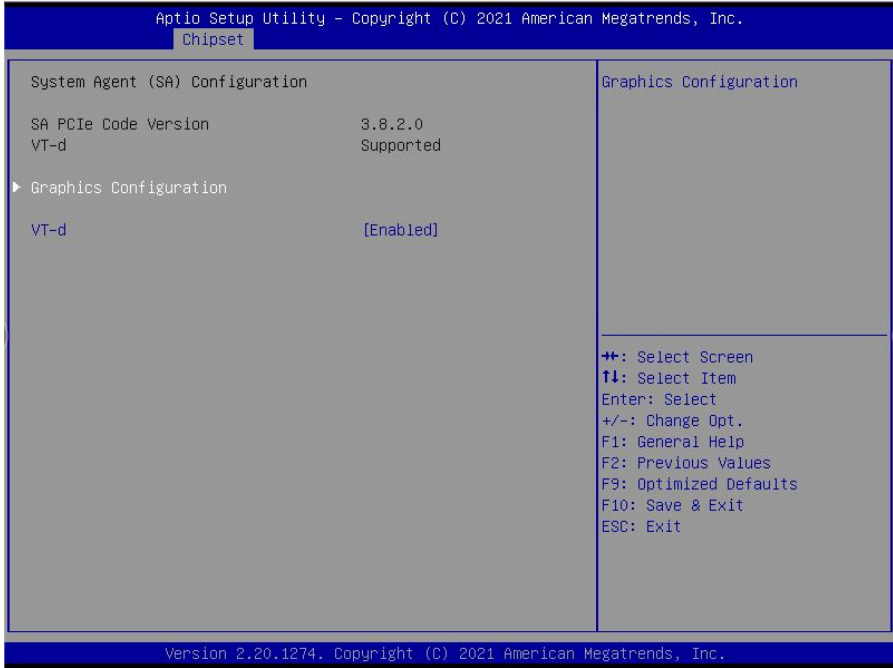 Aptio Setup Utility – Copyright (C) 2021 American Megatrends, Inc.
Chipset
System Agent (SA) Configuration
SA PCIe Code Version 3.8.2.0
VT-d Supported
Graphics Configuration
VT-d [Enabled]
Graphics Configuration
→←: Select Screen
↑↓: Select Item
Enter: Select
+/-: Change Opt.
F1: General Help
F2: Previous Values
F9: Optimized Defaults
F10: Save & Exit
ESC: Exit
Version 2.20.1274. Copyright (C) 2021 American Megatrends, Inc.